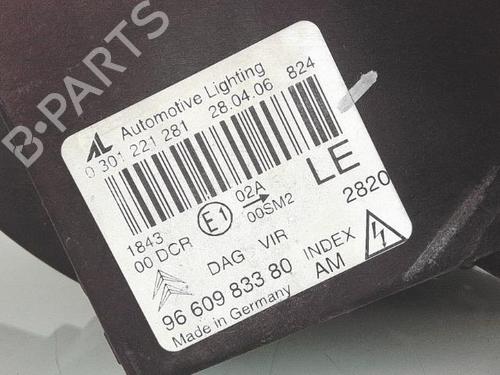 B-PARTS
AL Automotive Lighting
0 301 221 281 28.04.06 824
LE
1843
00 DCR
E1
02A
00SM2
2820
DAG VIR INDEX
96 609 833 80 AM
Made in Germany